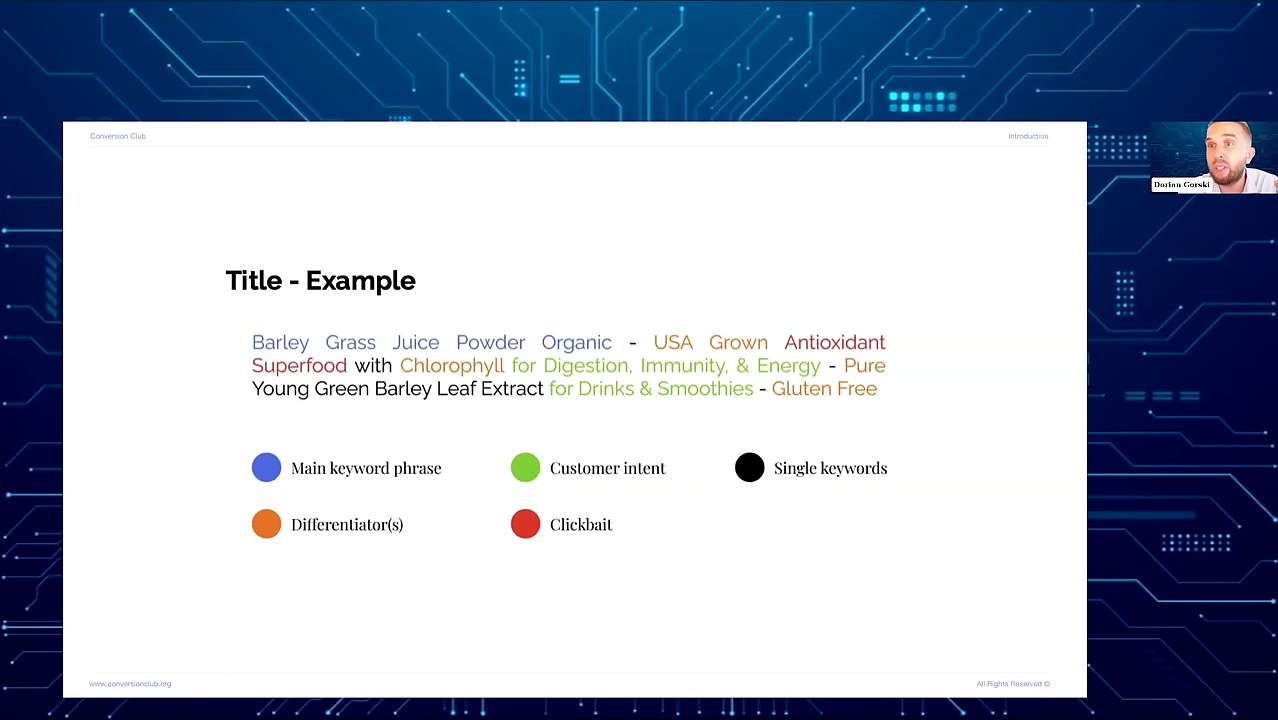 Conversion Club
Introduction
Dorian Gorski
Title - Example
Barley Grass Juice Powder Organic - USA Grown Antioxidant
Superfood with Chlorophyll for Digestion, Immunity, & Energy - Pure
Young Green Barley Leaf Extract for Drinks & Smoothies - Gluten Free
Main keyword phrase
Customer intent
Single keywords
Differentiator(s)
Clickbait
www.conversionclub.org
All Rights Reserved ©